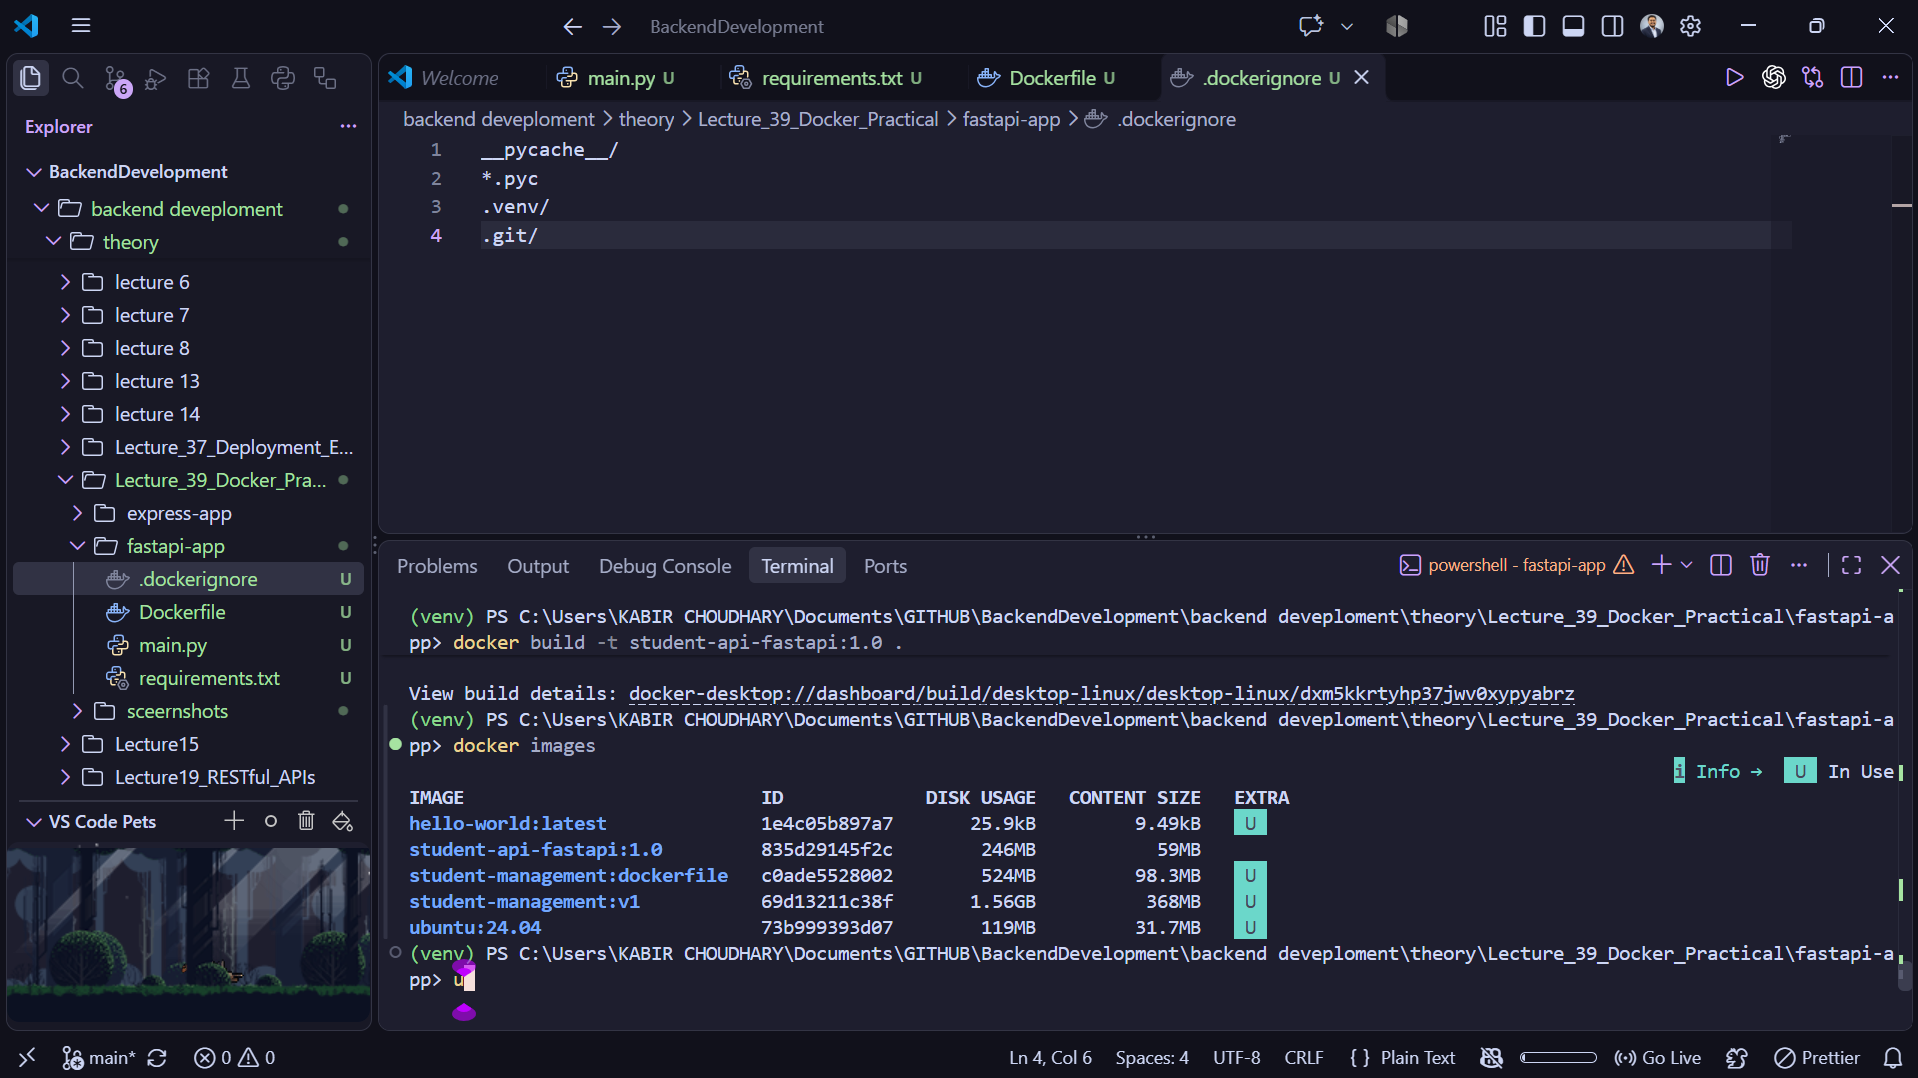 BackendDevelopment
6
Welcome
main.py U
requirements.txt U
Dockerfile U
.dockerignore U
Explorer
backend deveploment > theory > Lecture_39_Docker_Practical > fastapi-app > .dockerignore
1 __pycache__/
2 *.pyc
3 .venv/
4 .git/
BackendDevelopment
backend deveploment
theory
lecture 6
lecture 7
lecture 8
lecture 13
lecture 14
Lecture_37_Deployment_E...
Lecture_39_Docker_Pra...
express-app
fastapi-app
.dockerignore U
Dockerfile U
main.py U
requirements.txt U
sceernshots
Lecture15
Lecture19_RESTful_APIs
VS Code Pets
Problems
Output
Debug Console
Terminal
Ports
powershell - fastapi-app
(venv) PS C:\Users\KABIR CHOUDHARY\Documents\GITHUB\BackendDevelopment\backend deveploment\theory\Lecture_39_Docker_Practical\fastapi-a
pp> docker build -t student-api-fastapi:1.0 .
View build details: docker-desktop://dashboard/build/desktop-linux/desktop-linux/dxm5kkrtyhp37jwv0xypyabrz
(venv) PS C:\Users\KABIR CHOUDHARY\Documents\GITHUB\BackendDevelopment\backend deveploment\theory\Lecture_39_Docker_Practical\fastapi-a
pp> docker images
i Info → U In Use
IMAGE ID DISK USAGE CONTENT SIZE EXTRA
hello-world:latest 1e4c05b897a7 25.9kB 9.49kB U
student-api-fastapi:1.0 835d29145f2c 246MB 59MB
student-management:dockerfile c0ade5528002 524MB 98.3MB U
student-management:v1 69d13211c38f 1.56GB 368MB U
ubuntu:24.04 73b999393d07 119MB 31.7MB U
(venv) PS C:\Users\KABIR CHOUDHARY\Documents\GITHUB\BackendDevelopment\backend deveploment\theory\Lecture_39_Docker_Practical\fastapi-a
pp> u
main* 0 0
Ln 4, Col 6
Spaces: 4
UTF-8
CRLF
{ } Plain Text
Go Live
Prettier